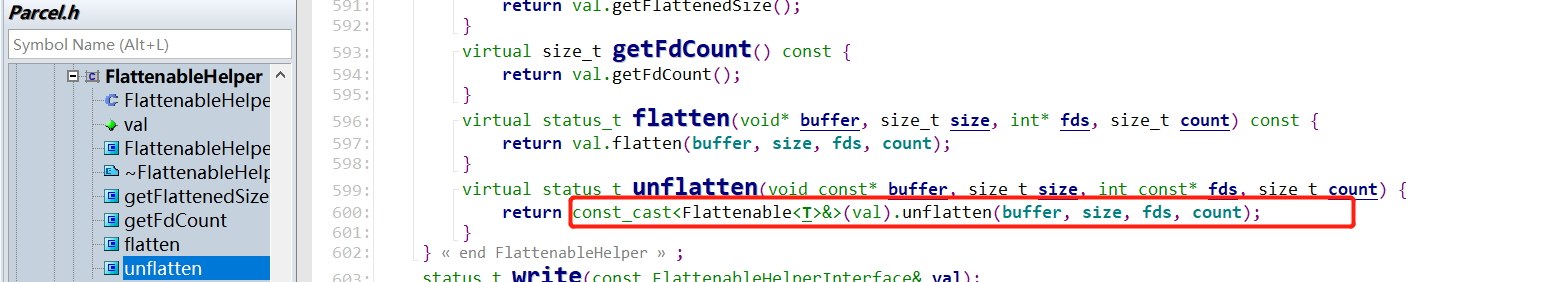 Parcel.h
Symbol Name (Alt+L)
FlattenableHelper
FlattenableHelpe
val
FlattenableHelpe
~FlattenableHelp
getFlattenedSize
getFdCount
flatten
unflatten
591: return val.getFlattenedSize();
592: }
593: virtual size_t getFdCount() const {
594: return val.getFdCount();
595: }
596: virtual status_t flatten(void* buffer, size_t size, int* fds, size_t count) const {
597: return val.flatten(buffer, size, fds, count);
598: }
599: virtual status_t unflatten(void const* buffer, size_t size, int const* fds, size_t count) {
600: return const_cast<Flattenable<T>&>(val).unflatten(buffer, size, fds, count);
601: }
602: } « end FlattenableHelper » ;
603: status_t write(const FlattenableHelperInterface& val);